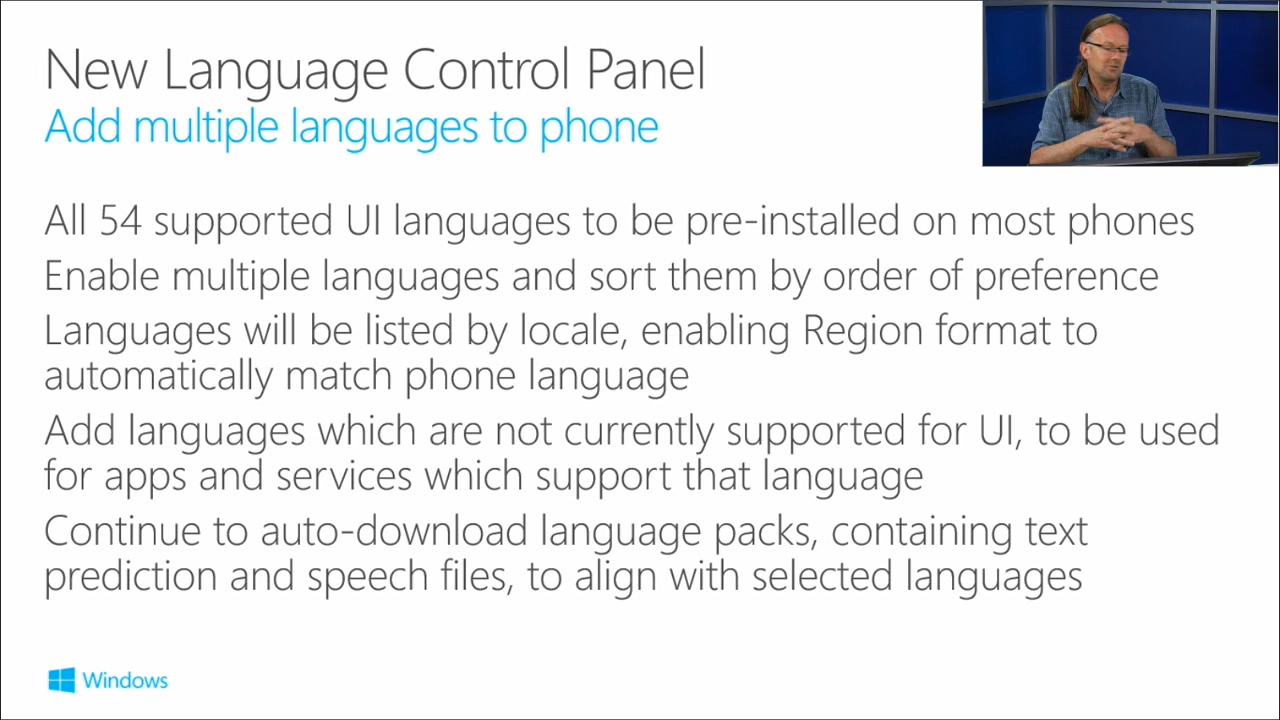 New Language Control Panel
Add multiple languages to phone
All 54 supported UI languages to be pre-installed on most phones
Enable multiple languages and sort them by order of preference
Languages will be listed by locale, enabling Region format to
automatically match phone language
Add languages which are not currently supported for UI, to be used
for apps and services which support that language
Continue to auto-download language packs, containing text
prediction and speech files, to align with selected languages
Windows